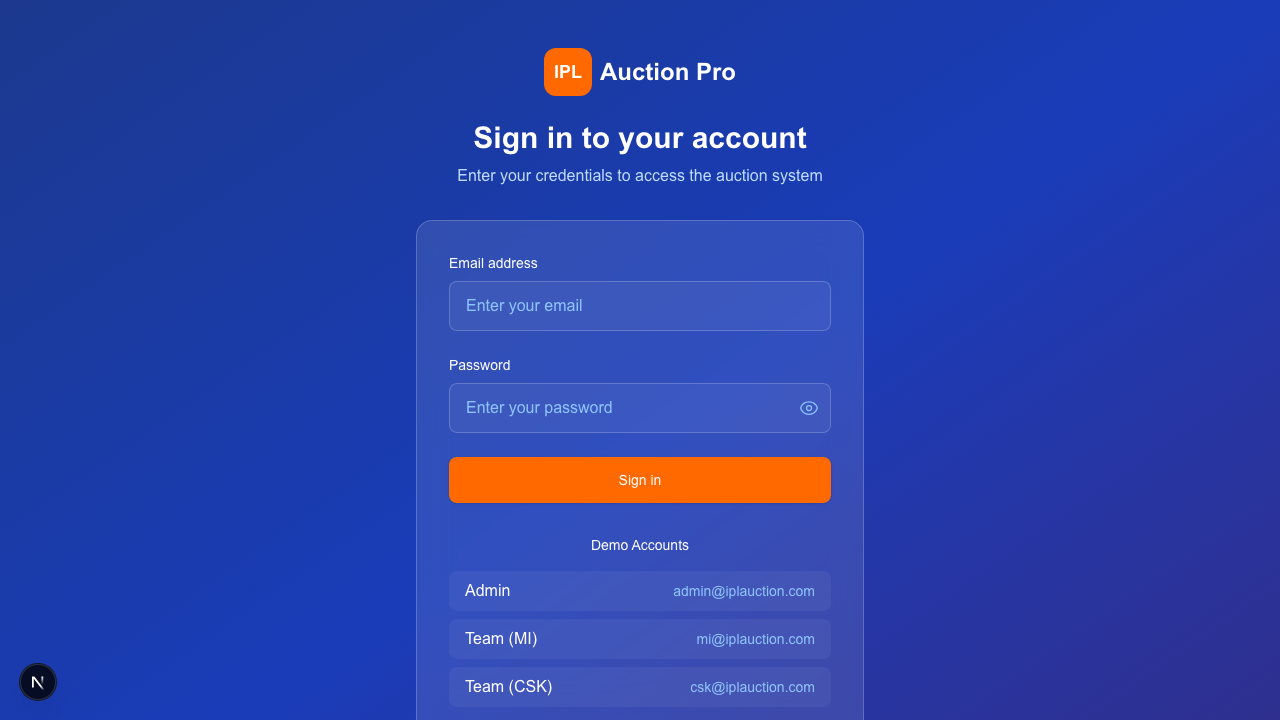 IPL Auction Pro
Sign in to your account
Enter your credentials to access the auction system
Email address
Enter your email
Password
Enter your password
Sign in
Demo Accounts
Admin admin@iplauction.com
Team (MI) mi@iplauction.com
Team (CSK) csk@iplauction.com
N